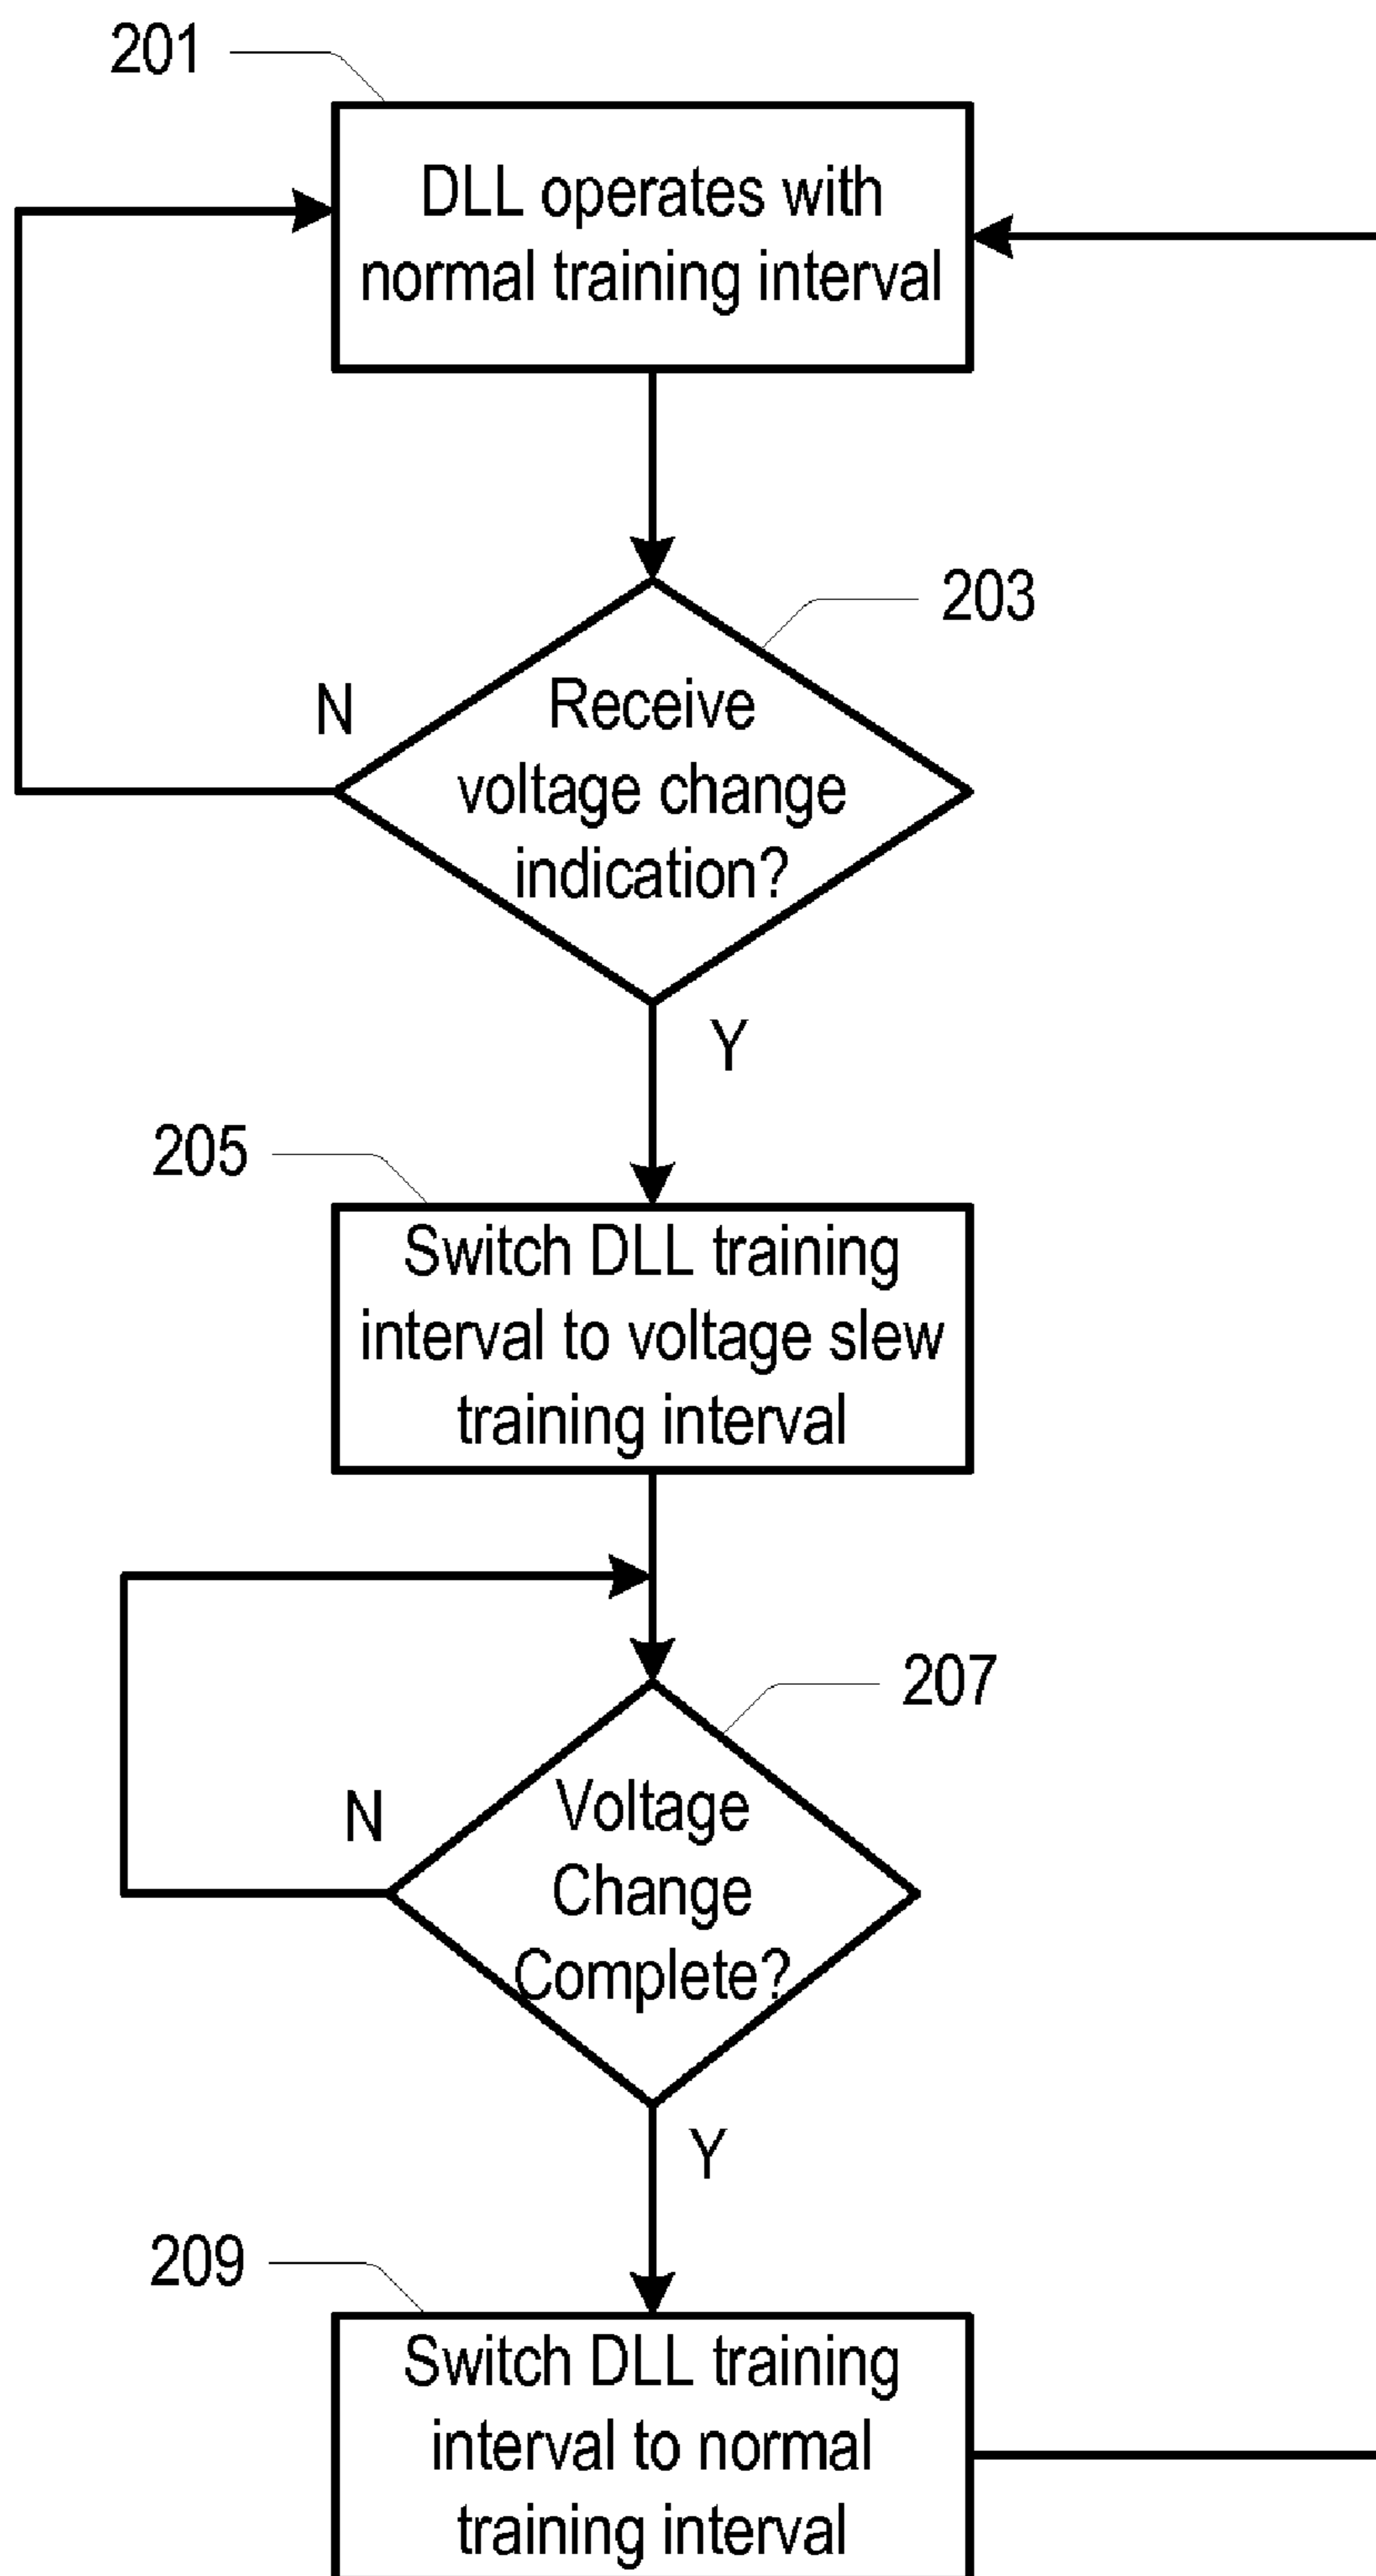 201
DLL operates with
normal training interval
203
Receive
voltage change
indication?
N
Y
205
Switch DLL training
interval to voltage slew
training interval
207
Voltage
Change
Complete?
N
Y
209
Switch DLL training
interval to normal
training interval